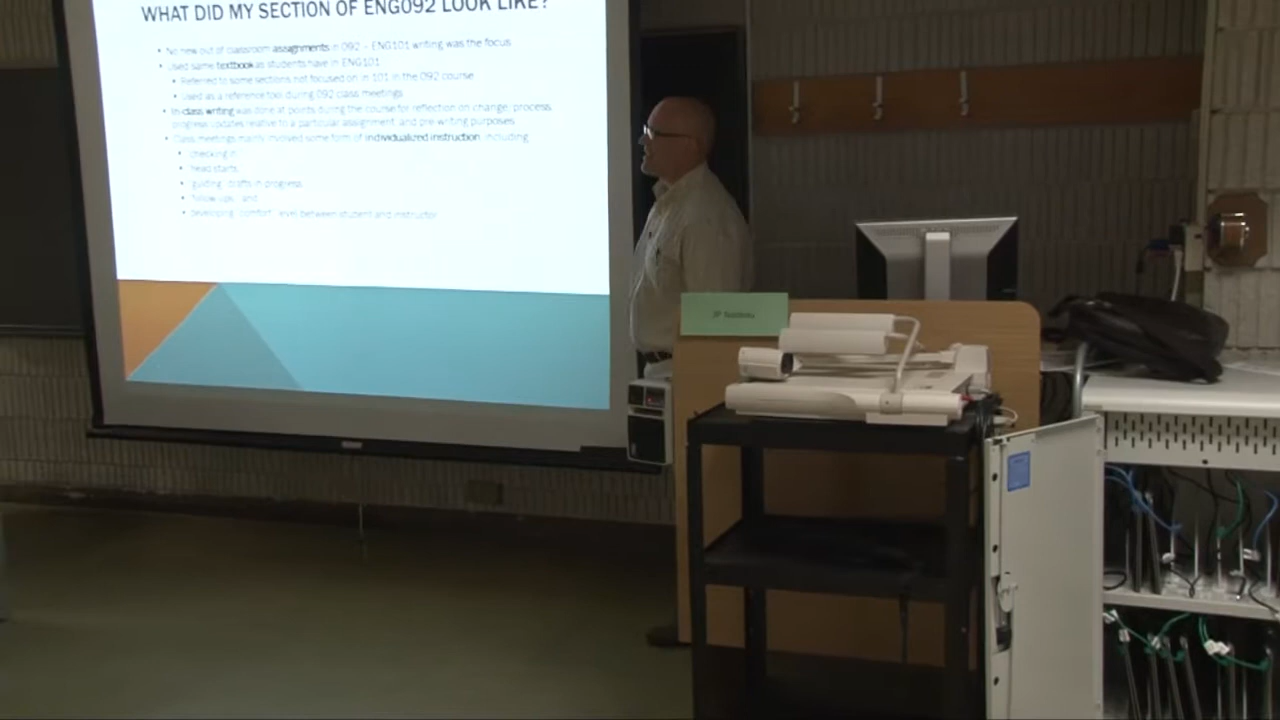 WHAT DID MY SECTION OF ENG092 LOOK LIKE?
• No new out of classroom assignments in 092 – ENG101 writing was the focus
• Used same textbook as students have in ENG101
• Referred to some sections not focused on in 101 in the 092 course
• Used as a reference tool during 092 class meetings
• In-class writing was done at points during the course for reflection on change, process,
progress updates relative to a particular assignment, and pre-writing purposes
• Class meetings mainly involved some form of individualized instruction, including
• checking in
• head starts
• guiding drafts in progress
• follow ups and
• developing comfort level between student and instructor
JP